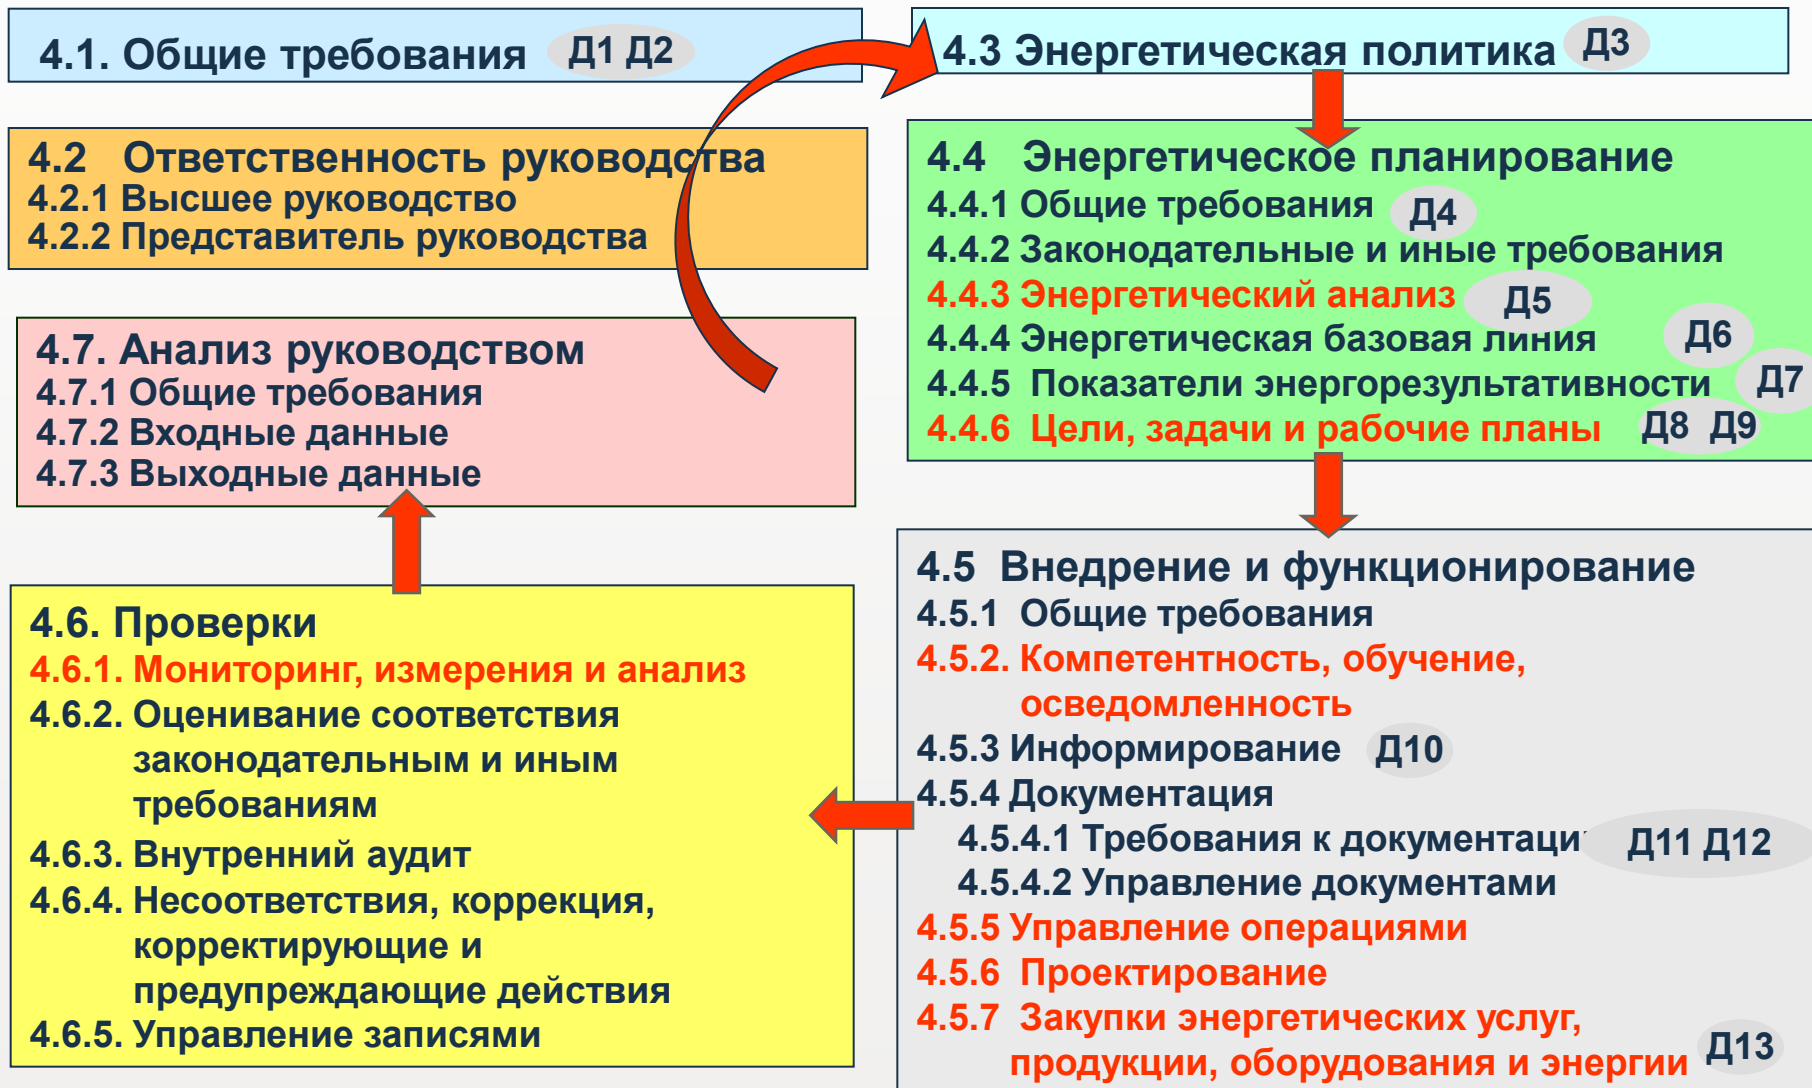 4.1. Общие требования Д1 Д2
4.2 Ответственность руководства
4.2.1 Высшее руководство
4.2.2 Представитель руководства
4.7. Анализ руководством
4.7.1 Общие требования
4.7.2 Входные данные
4.7.3 Выходные данные
4.6. Проверки
4.6.1. Мониторинг, измерения и анализ
4.6.2. Оценивание соответствия
законодательным и иным
требованиям
4.6.3. Внутренний аудит
4.6.4. Несоответствия, коррекция,
корректирующие и
предупреждающие действия
4.6.5. Управление записями
4.3 Энергетическая политика Д3
4.4 Энергетическое планирование
4.4.1 Общие требования Д4
4.4.2 Законодательные и иные требования
4.4.3 Энергетический анализ Д5
4.4.4 Энергетическая базовая линия Д6
4.4.5 Показатели энергорезультативности Д7
4.4.6 Цели, задачи и рабочие планы Д8 Д9
4.5 Внедрение и функционирование
4.5.1 Общие требования
4.5.2. Компетентность, обучение,
осведомленность
4.5.3 Информирование Д10
4.5.4 Документация
4.5.4.1 Требования к документации Д11 Д12
4.5.4.2 Управление документами
4.5.5 Управление операциями
4.5.6 Проектирование
4.5.7 Закупки энергетических услуг,
продукции, оборудования и энергии Д13